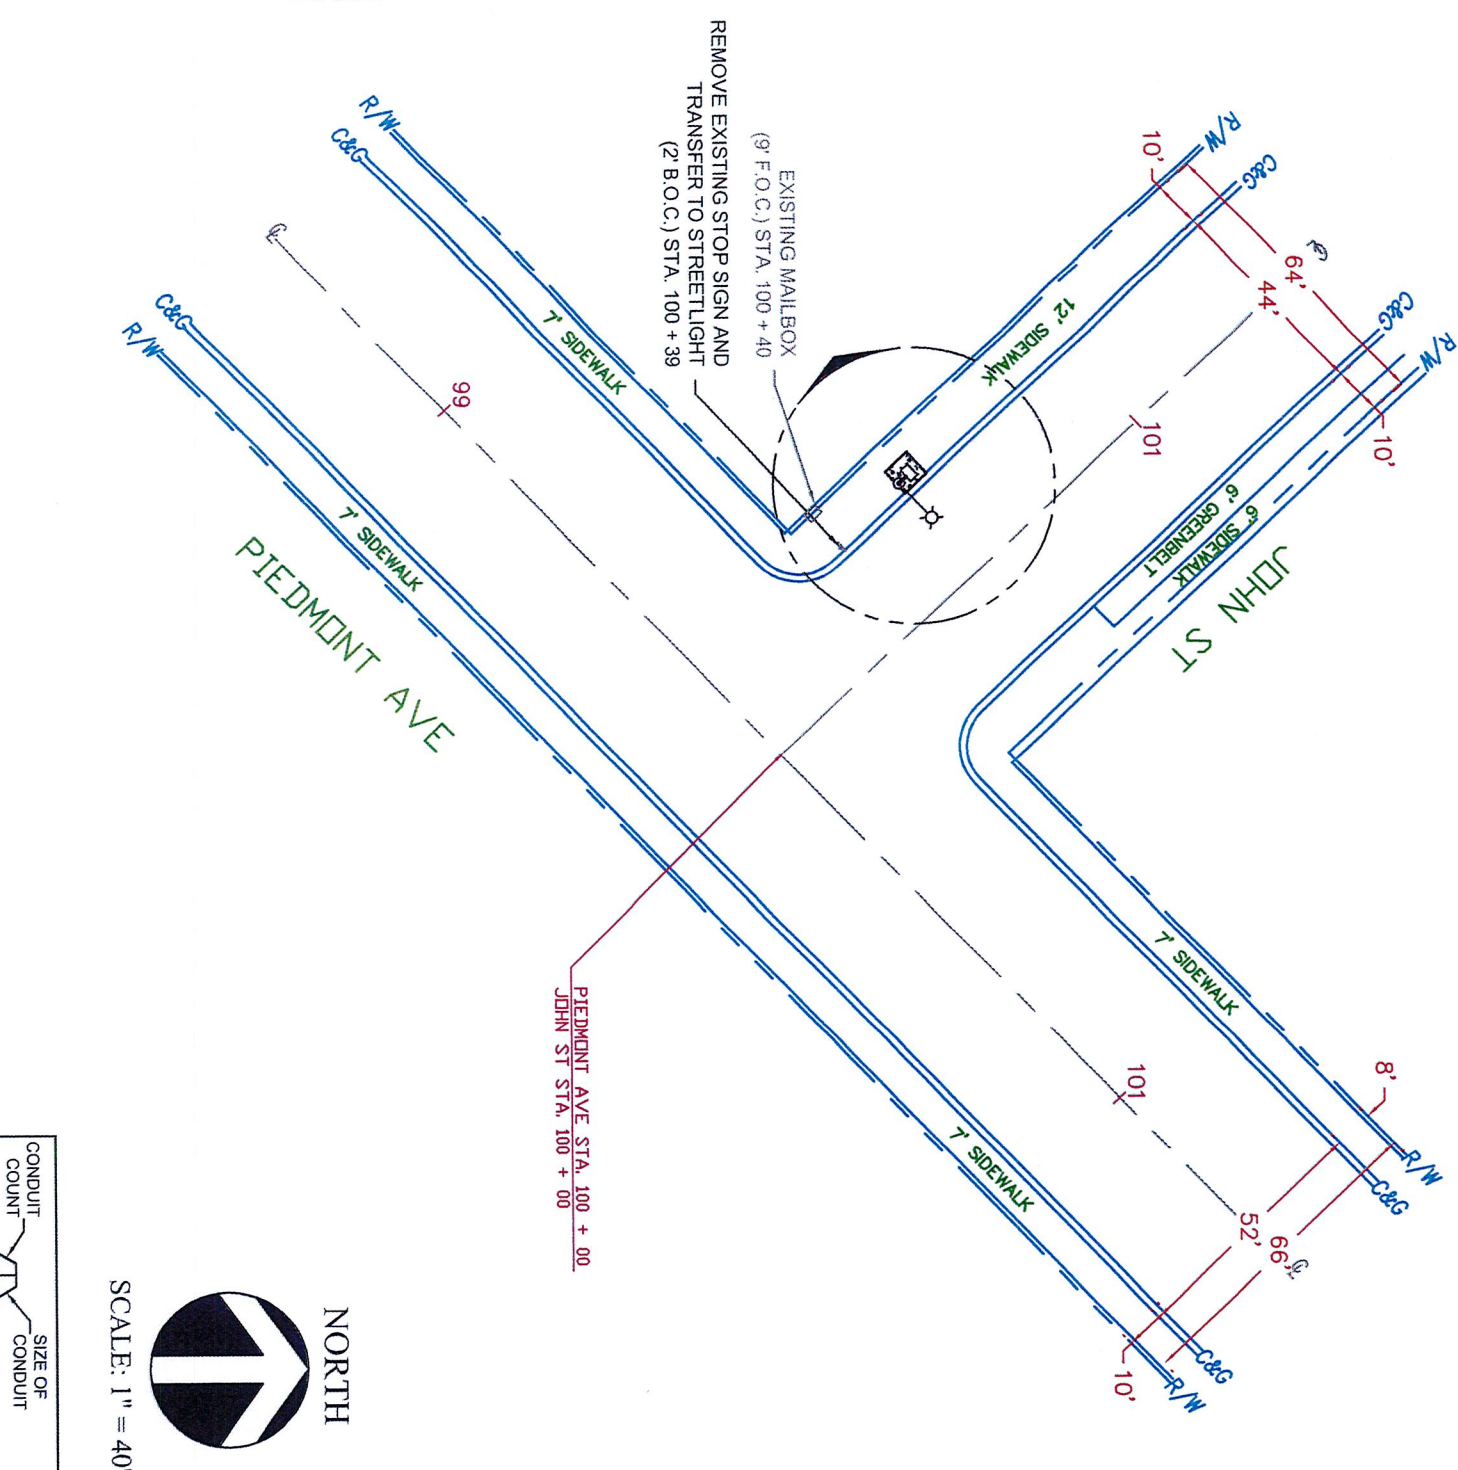 R/W
C&G
10'
64'
44'
10'
C&G
R/W
℄
12' SIDEWALK
101
6' GREENBELT
6' SIDEWALK
JOHN ST
EXISTING MAILBOX
(9' F.O.C.) STA. 100 + 40
REMOVE EXISTING STOP SIGN AND
TRANSFER TO STREETLIGHT
(2' B.O.C.) STA. 100 + 39
R/W
C&G
℄
C&G
R/W
7' SIDEWALK
99
7' SIDEWALK
PIEDMONT AVE
7' SIDEWALK
8'
101
R/W
C&G
52'
66'
℄
7' SIDEWALK
C&G
R/W
10'
PIEDMONT AVE STA. 100 + 00
JOHN ST STA. 100 + 00
NORTH
SCALE: 1" = 40'
CONDUIT
COUNT
SIZE OF
CONDUIT